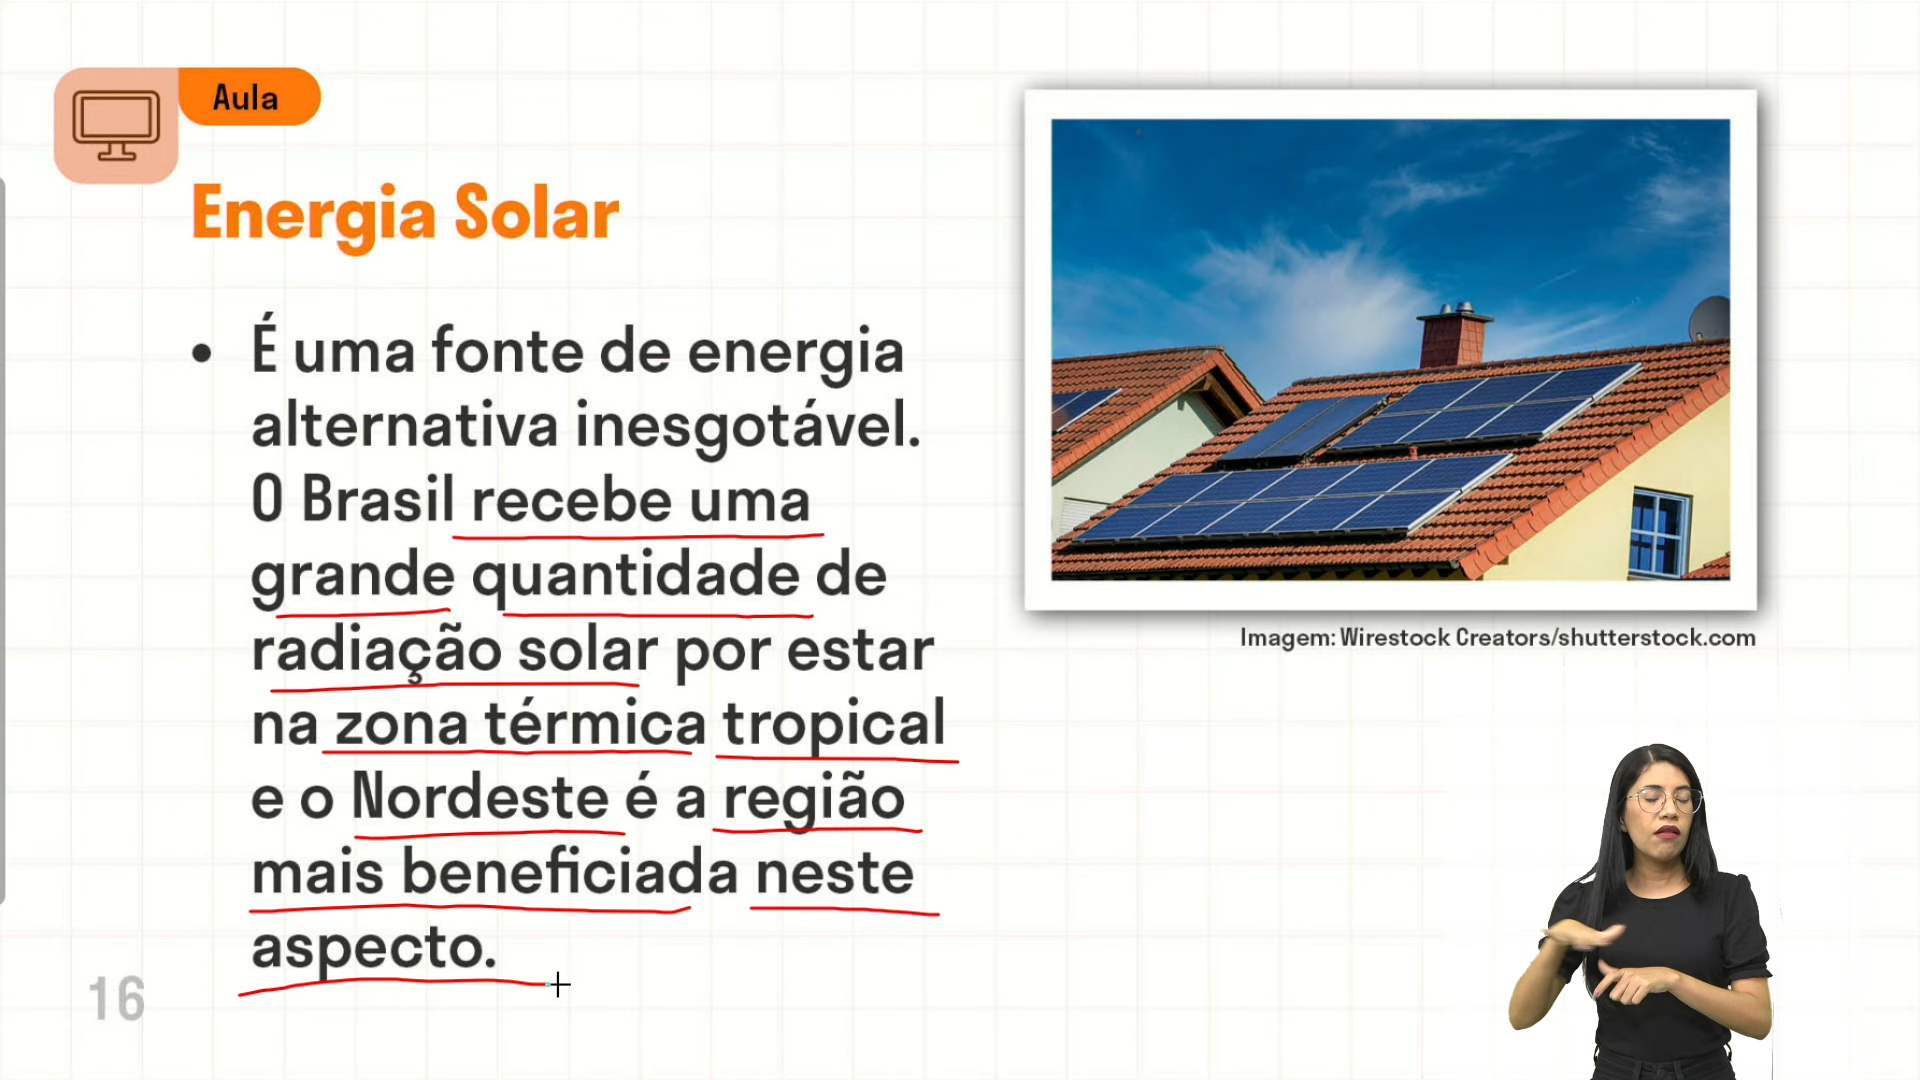 Aula
Energia Solar
• É uma fonte de energia
alternativa inesgotável.
O Brasil recebe uma
grande quantidade de
radiação solar por estar
na zona térmica tropical
e o Nordeste é a região
mais beneficiada neste
aspecto.
Imagem: Wirestock Creators/shutterstock.com
16